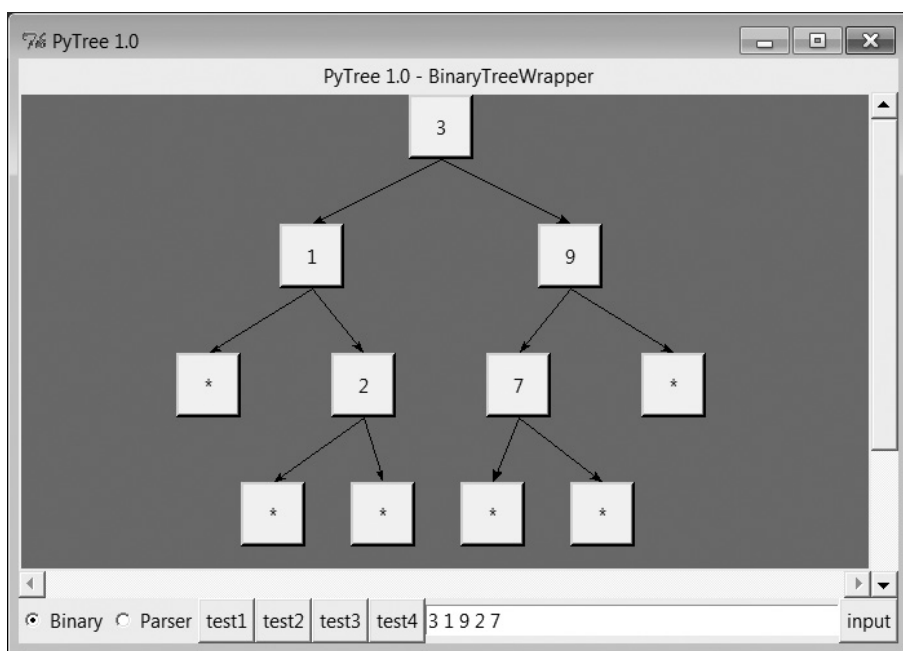 PyTree 1.0
PyTree 1.0 - BinaryTreeWrapper
3
1 9
* 2 7 *
* * * *
Binary Parser test1 test2 test3 test4 3 1 9 2 7 input